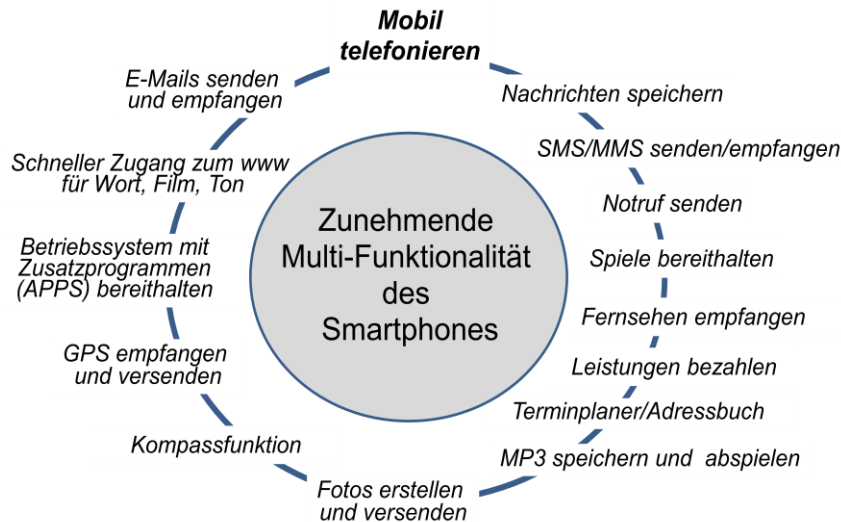 Mobil
telefonieren
Nachrichten speichern
SMS/MMS senden/empfangen
Notruf senden
Spiele bereithalten
Fernsehen empfangen
Leistungen bezahlen
Terminplaner/Adressbuch
MP3 speichern und abspielen
Fotos erstellen
und versenden
Kompassfunktion
GPS empfangen
und versenden
Betriebssystem mit
Zusatzprogrammen
(APPS) bereithalten
Schneller Zugang zum www
für Wort, Film, Ton
E-Mails senden
und empfangen
Zunehmende
Multi-Funktionalität
des
Smartphones